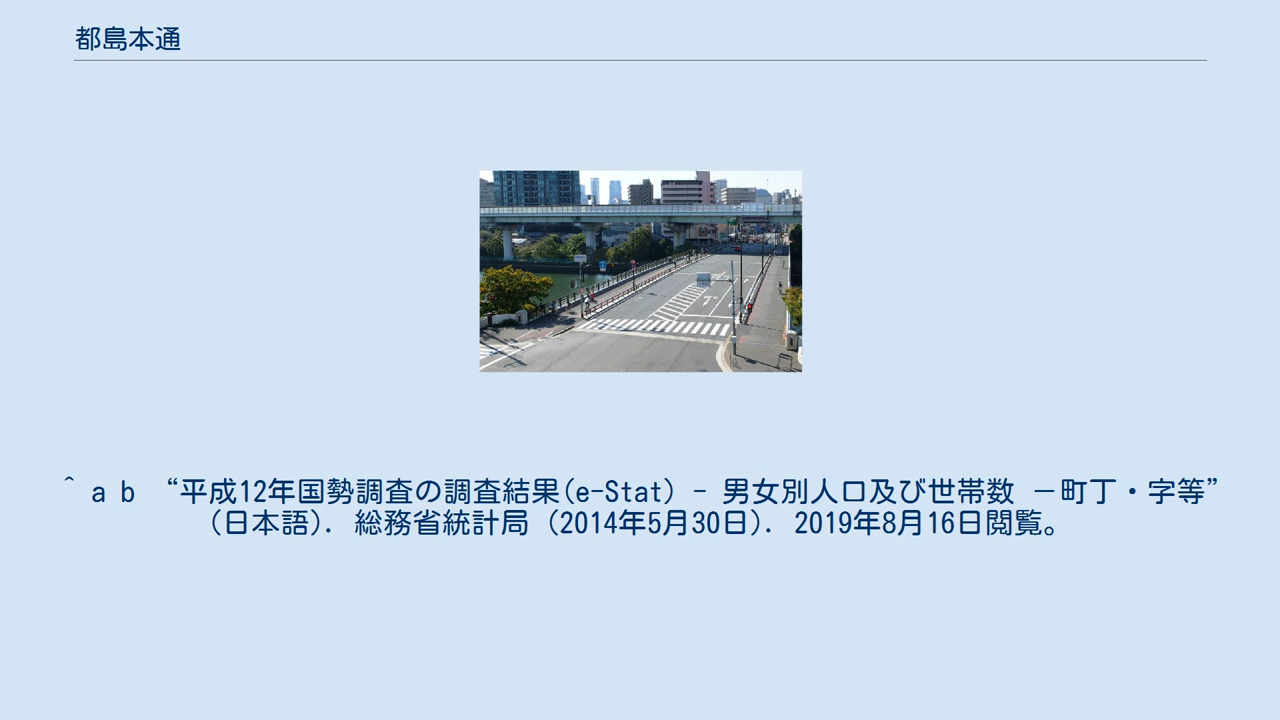 都島本通
^ a b “平成12年国勢調査の調査結果(e-Stat) - 男女別人口及び世帯数 －町丁・字等”
(日本語). 総務省統計局 (2014年5月30日). 2019年8月16日閲覧。